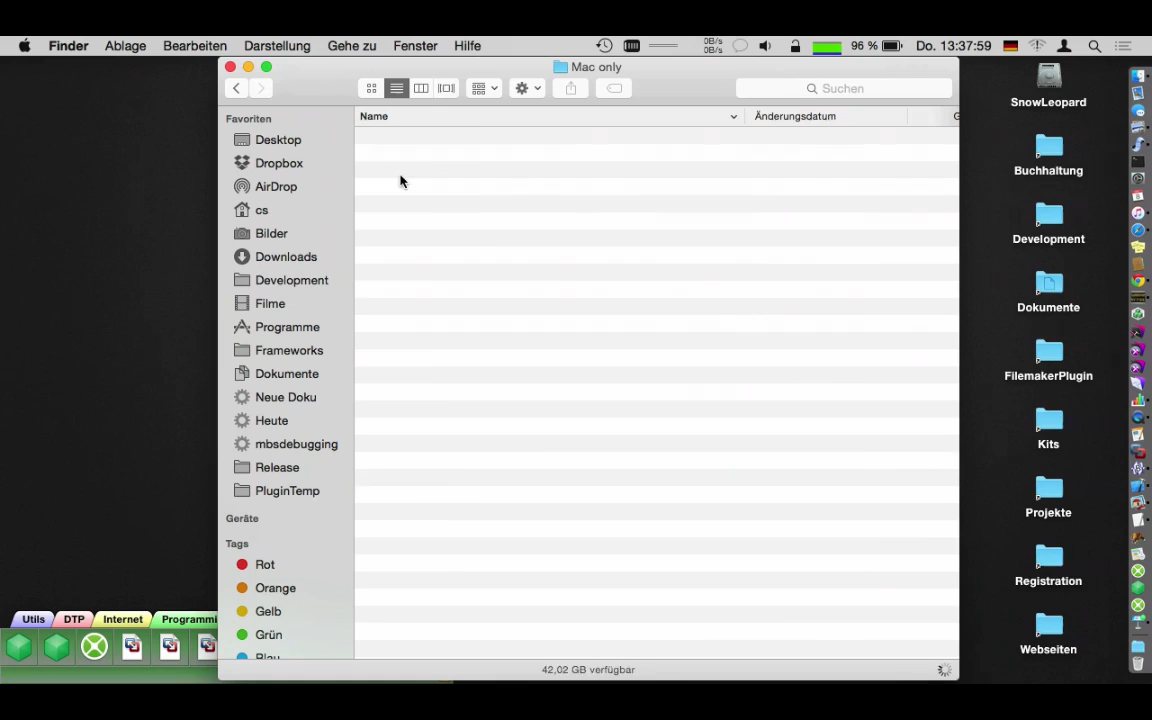 Finder Ablage Bearbeiten Darstellung Gehe zu Fenster Hilfe 0B/s 0B/s 96 % Do. 13:37:59
Mac only
Suchen
Name Änderungsdatum G
Favoriten
Desktop
Dropbox
AirDrop
cs
Bilder
Downloads
Development
Filme
Programme
Frameworks
Dokumente
Neue Doku
Heute
mbsdebugging
Release
PluginTemp
Geräte
Tags
Rot
Orange
Gelb
Grün
Blau
42,02 GB verfügbar
SnowLeopard
Buchhaltung
Development
Dokumente
FilemakerPlugin
Kits
Projekte
Registration
Webseiten
Utils DTP Internet Programmi